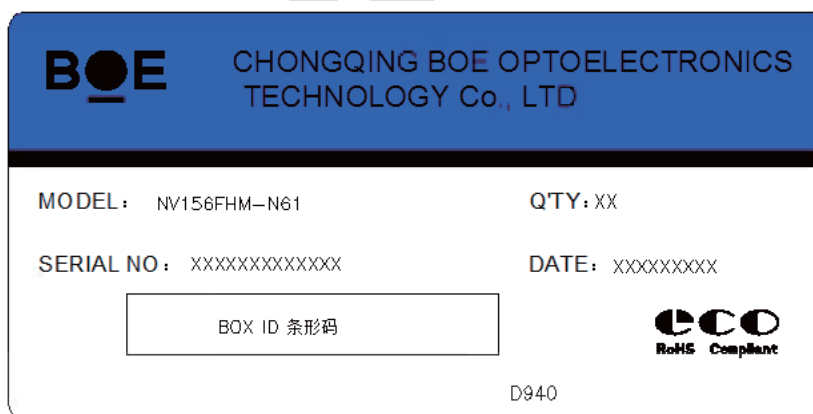 BOE
CHONGQING BOE OPTOELECTRONICS
TECHNOLOGY Co., LTD
MODEL: NV156FHM-N61
Q'TY: XX
SERIAL NO: XXXXXXXXXXXXX
DATE: XXXXXXXXX
BOX ID 条形码
eco
RoHS Compliant
D940